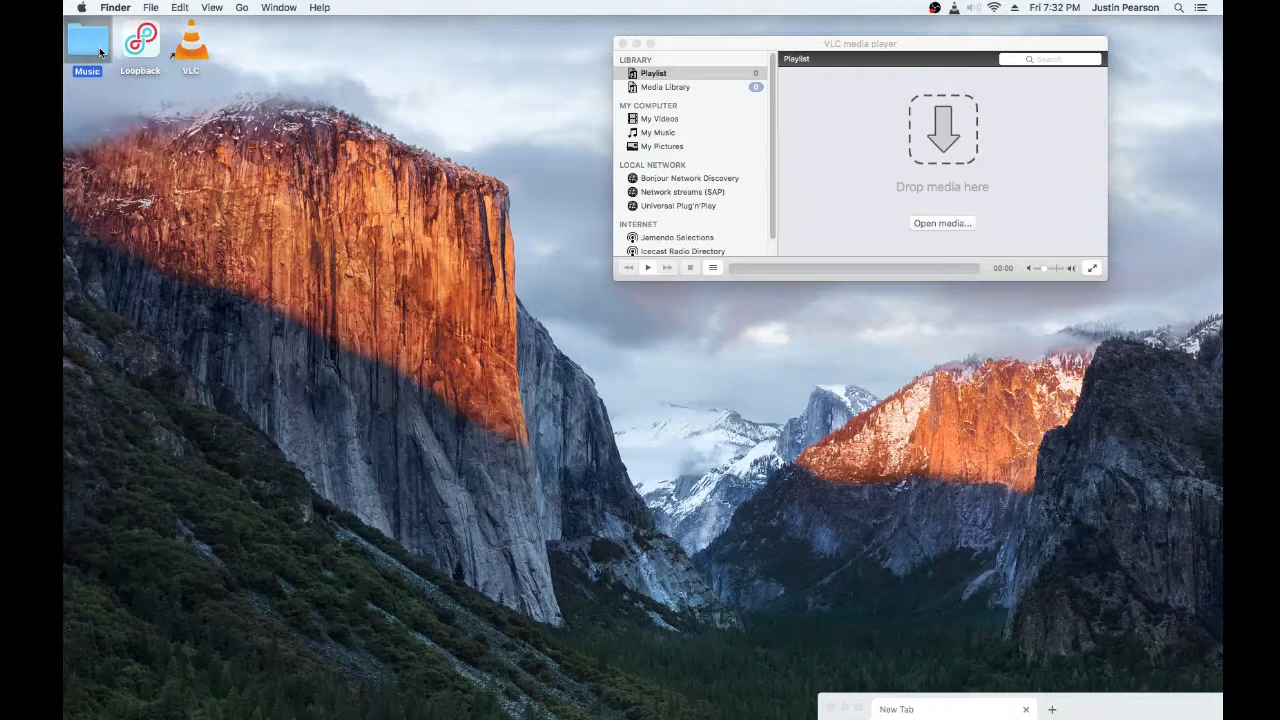 Finder File Edit View Go Window Help Fri 7:32 PM Justin Pearson
Music Loopback VLC
VLC media player
LIBRARY
Playlist 0
Media Library 0
MY COMPUTER
My Videos
My Music
My Pictures
LOCAL NETWORK
Bonjour Network Discovery
Network streams (SAP)
Universal Plug'n'Play
INTERNET
Jamendo Selections
Icecast Radio Directory
Playlist Search
Drop media here
Open media...
00:00
New Tab